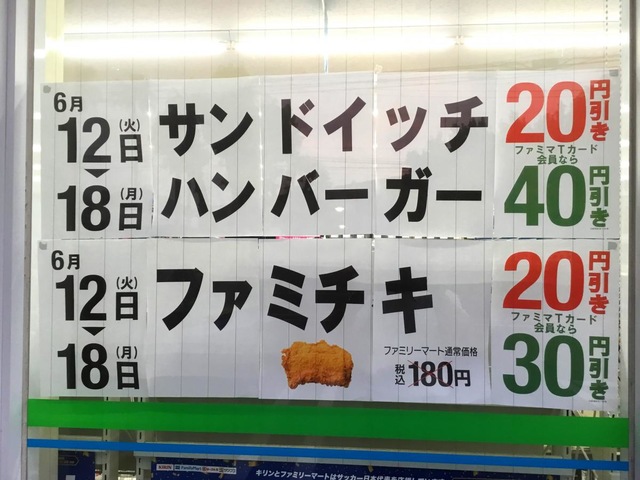 6月
12日(火)
18日(月)
サンドイッチ
ハンバーガー
20円引き
ファミマTカード
会員なら
40円引き
6月
12日(火)
18日(月)
ファミチキ
ファミリーマート通常価格
税込180円
20円引き
ファミマTカード
会員なら
30円引き
KIRIN FamilyMart
キリンとファミリーマートはサッカー日本代表を応援して